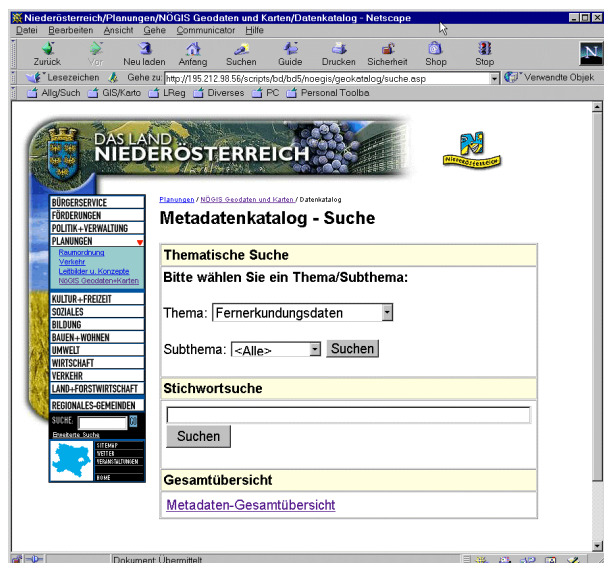 Niederösterreich/Planungen/NÖGIS Geodaten und Karten/Datenkatalog - Netscape
Datei Bearbeiten Ansicht Gehe Communicator Hilfe
Zurück Vor Neu laden Anfang Suchen Guide Drucken Sicherheit Shop Stop
N
Lesezeichen Gehe zu: http://195.212.98.56/scripts/bd/bd5/noegis/geokatalog/suche.asp Verwandte Objek
Allg/Such GIS/Karto LReg Diverses PC Personal Toolba
DAS LAND
NIEDERÖSTERREICH
NIEDERÖSTERREICH
Planungen / NÖGIS Geodaten und Karten / Datenkatalog
Metadatenkatalog - Suche
BÜRGERSERVICE
FÖRDERUNGEN
POLITIK+VERWALTUNG
PLANUNGEN
Raumordnung
Verkehr
Leitbilder u. Konzepte
NöGIS Geodaten+Karten
KULTUR+FREIZEIT
SOZIALES
BILDUNG
BAUEN+WOHNEN
UMWELT
WIRTSCHAFT
VERKEHR
LAND+FORSTWIRTSCHAFT
REGIONALES-GEMEINDEN
SUCHE
Erweiterte Suche
SITEMAP
WETTER
VERANSTALTUNGEN
HOME
Thematische Suche
Bitte wählen Sie ein Thema/Subthema:
Thema: Fernerkundungsdaten
Subthema: <Alle> Suchen
Stichwortsuche
Suchen
Gesamtübersicht
Metadaten-Gesamtübersicht
Dokument: Übermittelt